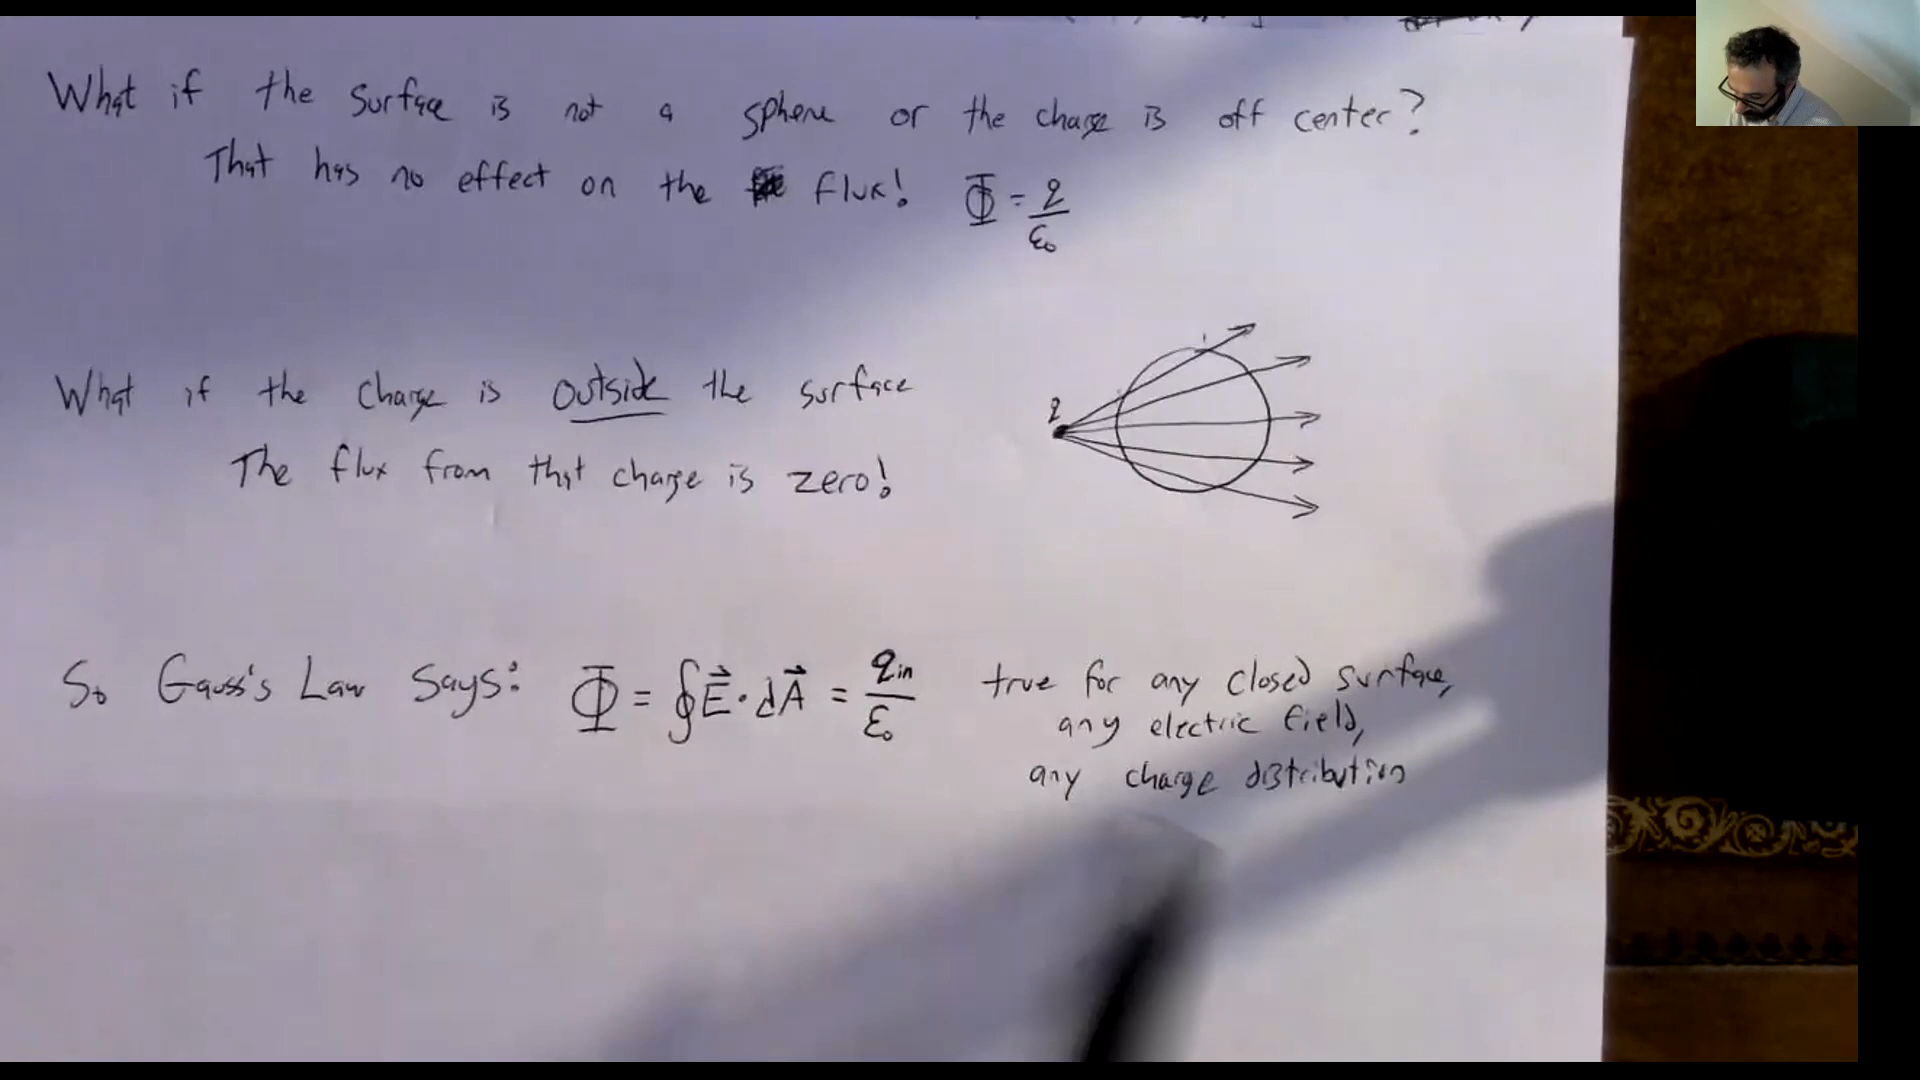 What if the surface is not a sphere or the charge is off center?
That has no effect on the flux! Φ = q/ε₀
What if the charge is outside the surface
q
The flux from that charge is zero!
So Gauss's Law says: Φ = ∮E⃗·dA⃗ = q_in/ε₀ true for any closed surface,
any electric field,
any charge distribution